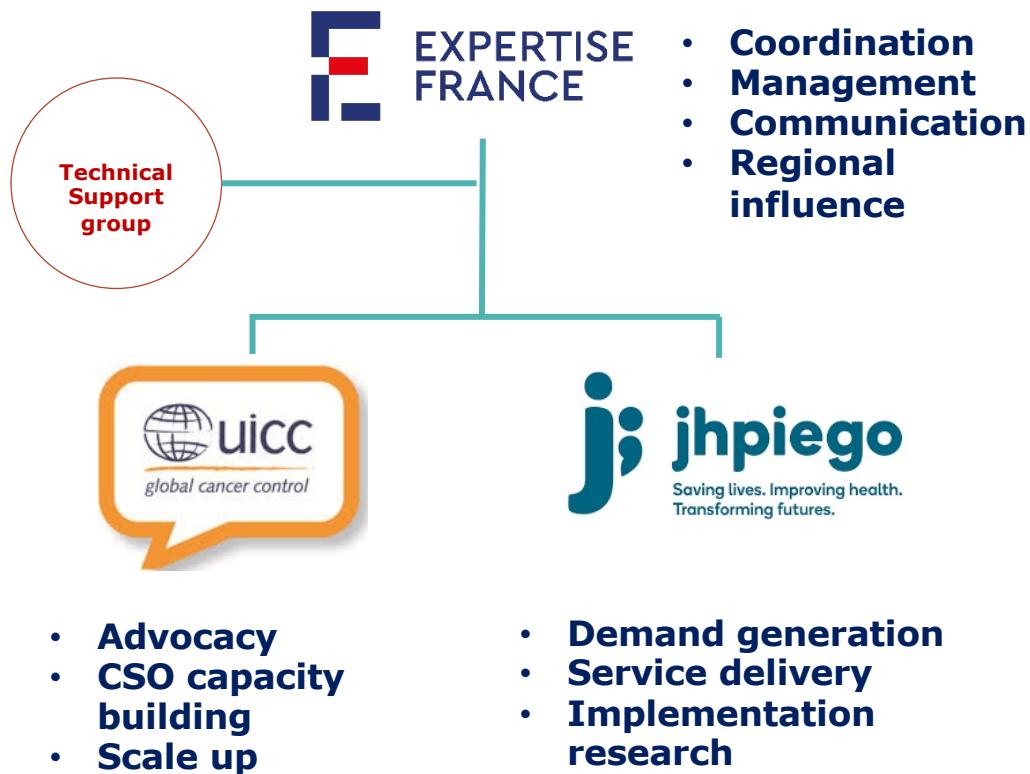 EXPERTISE
FRANCE
• Coordination
• Management
• Communication
• Regional
influence
Technical
Support
group
uicc
global cancer control
jhpiego
Saving lives. Improving health.
Transforming futures.
• Advocacy
• CSO capacity
building
• Scale up
• Demand generation
• Service delivery
• Implementation
research